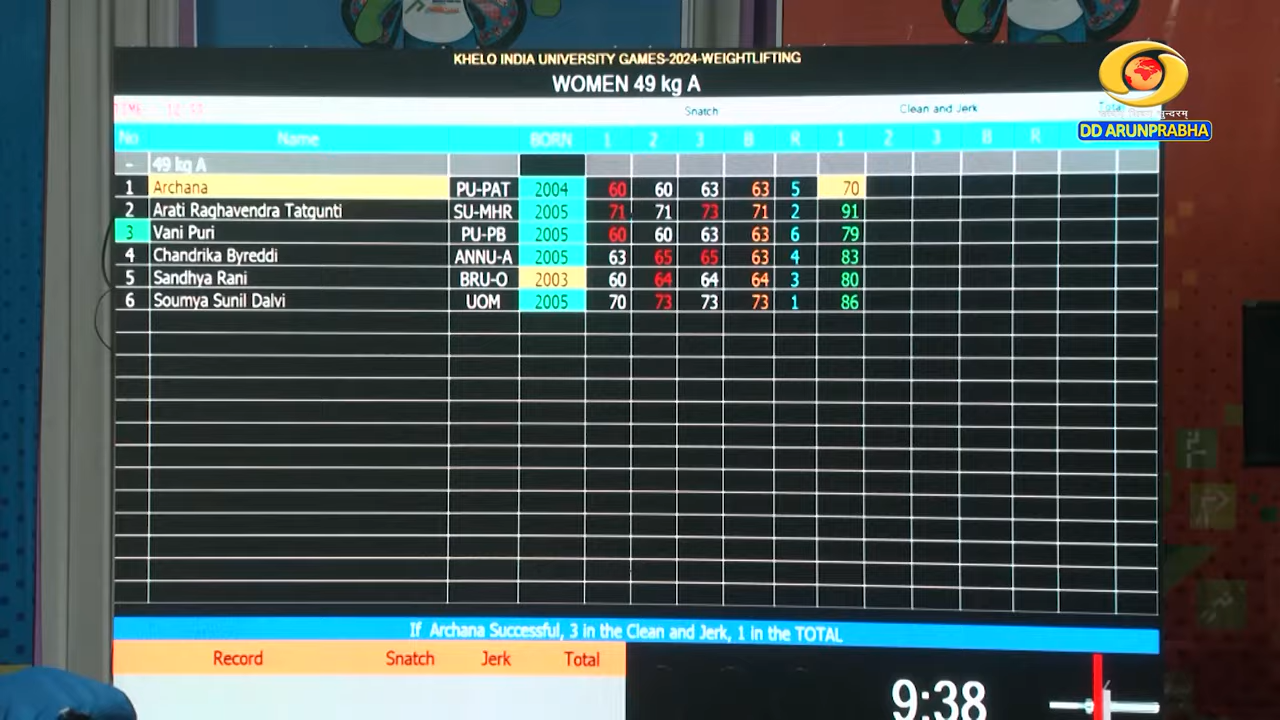 KHELO INDIA UNIVERSITY GAMES-2024-WEIGHTLIFTING
WOMEN 49 kg A
Snatch Clean and Jerk Total
No Name BORN 1 2 3 B R 1 2 3 B R
- 49 kg A
1 Archana PU-PAT 2004 60 60 63 63 5 70
2 Arati Raghavendra Tatgunti SU-MHR 2005 71 71 73 71 2 91
3 Vani Puri PU-PB 2005 60 60 63 63 6 79
4 Chandrika Byreddi ANNU-A 2005 63 65 65 63 4 83
5 Sandhya Rani BRU-O 2003 60 64 64 64 3 80
6 Soumya Sunil Dalvi UOM 2005 70 73 73 73 1 86
If Archana Successful, 3 in the Clean and Jerk, 1 in the TOTAL
Record Snatch Jerk Total
9:38
DD ARUNPRABHA